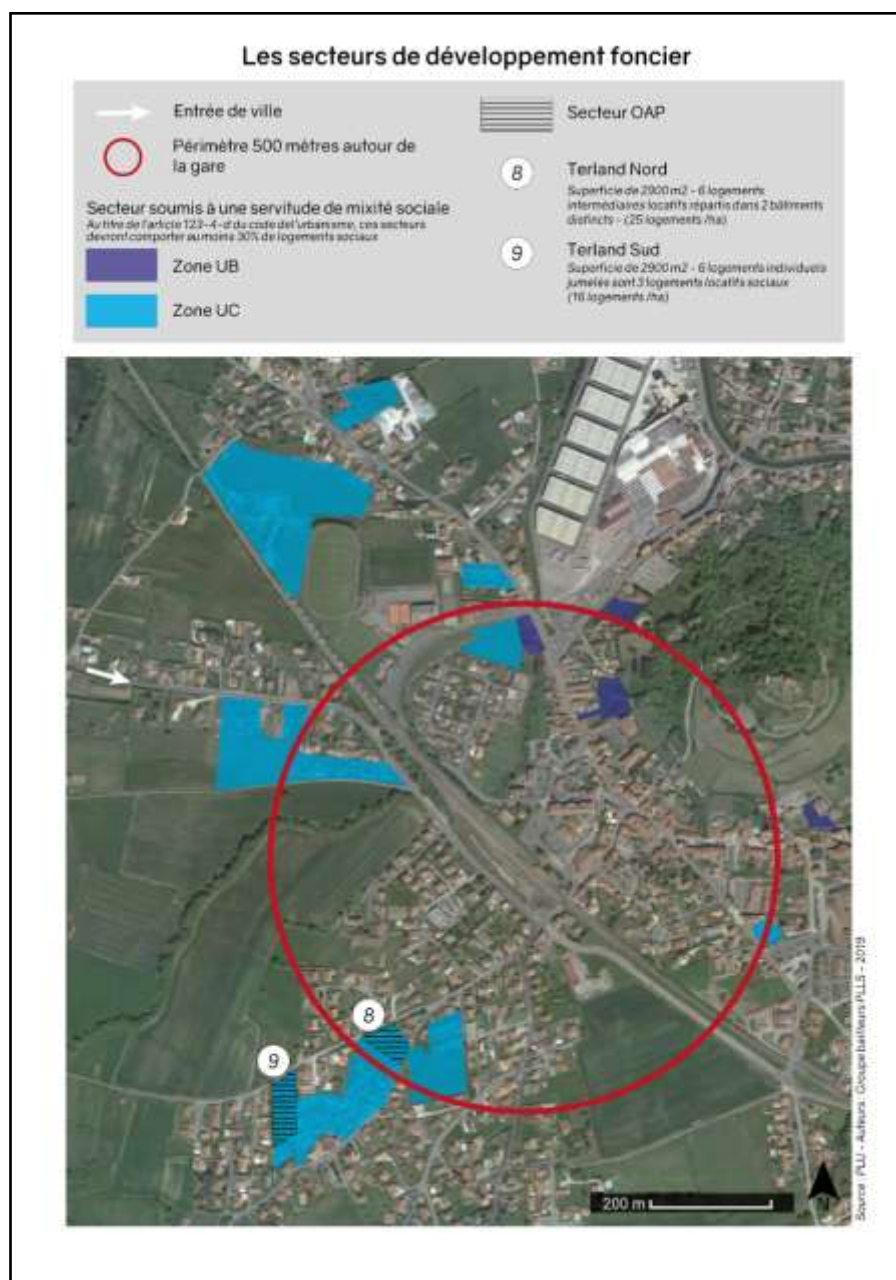 Les secteurs de développement foncier
Entrée de ville
Périmètre 500 mètres autour de
la gare
Secteur soumis à une servitude de mixité sociale
Au titre de l'article 123-4-d du code del'urbanisme, ces secteurs
devront comporter au moins 30% de logements sociaux
Zone UB
Zone UC
Secteur OAP
8
Terland Nord
Superficie de 2900 m2 - 6 logements
intermédiaires locatifs répartis dans 2 bâtiments
distincts - (25 logements /ha)
9
Terland Sud
Superficie de 2900 m2 - 6 logements individuels
jumelés sont 3 logements locatifs sociaux
(16 logements /ha)
8
9
200 m
N
Source : PLU - Auteurs : Groupe bailleurs PLLS - 2019